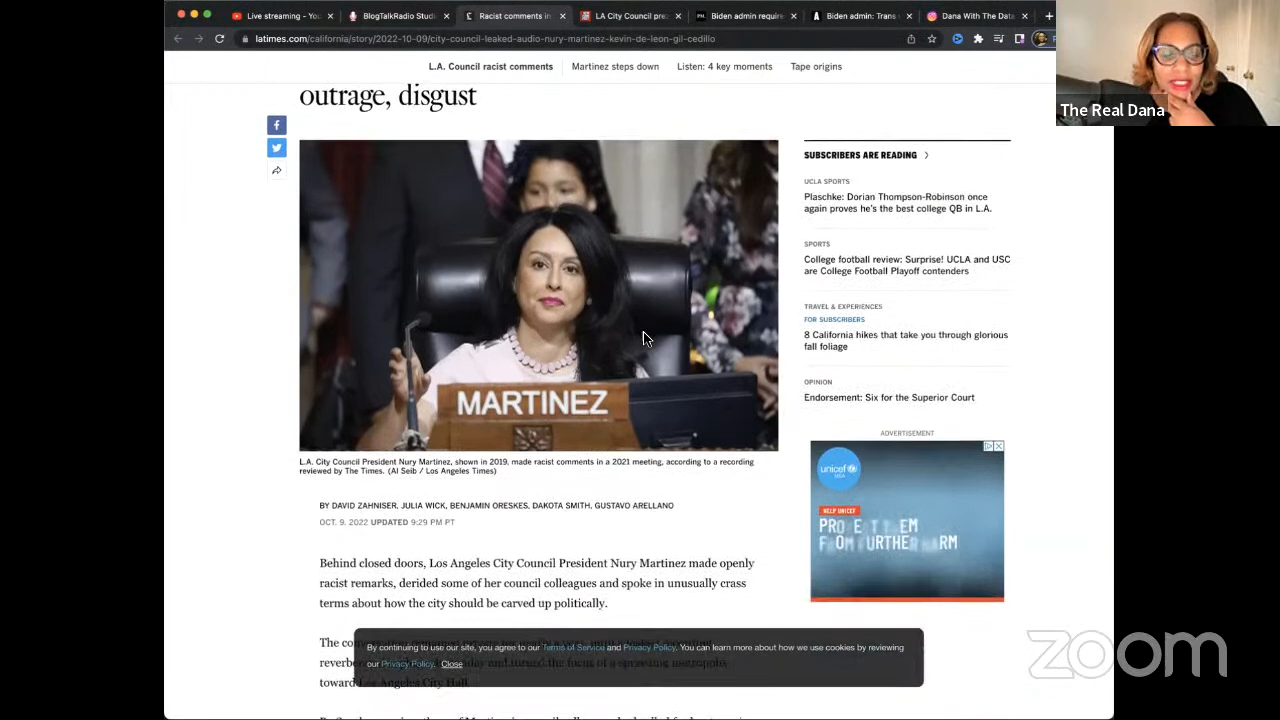 Live streaming - Yo
BlogTalkRadio Studi
Racist comments in
LA City Council pre
Biden admin require
Biden admin: Trans
Dana With The Dat
latimes.com/california/story/2022-10-09/city-council-leaked-audio-nury-martinez-kevin-de-leon-gil-cedillo
The Real Dana
L.A. Council racist comments
Martinez steps down
Listen: 4 key moments
Tape origins
outrage, disgust
MARTINEZ
L.A. City Council President Nury Martinez, shown in 2019, made racist comments in a 2021 meeting, according to a recording
reviewed by The Times. (Al Seib / Los Angeles Times)
BY DAVID ZAHNISER, JULIA WICK, BENJAMIN ORESKES, DAKOTA SMITH, GUSTAVO ARELLANO
OCT. 9, 2022 UPDATED 9:29 PM PT
Behind closed doors, Los Angeles City Council President Nury Martinez made openly
racist remarks, derided some of her council colleagues and spoke in unusually crass
terms about how the city should be carved up politically.
The
By continuing to use our site, you agree to our Terms of Service and Privacy Policy. You can learn more about how we use cookies by reviewing
our Privacy Policy. Close
toward Los Angeles City Hall.
SUBSCRIBERS ARE READING
UCLA SPORTS
Plaschke: Dorian Thompson-Robinson once
again proves he's the best college QB in L.A.
SPORTS
College football review: Surprise! UCLA and USC
are College Football Playoff contenders
TRAVEL & EXPERIENCES
FOR SUBSCRIBERS
8 California hikes that take you through glorious
fall foliage
OPINION
Endorsement: Six for the Superior Court
ADVERTISEMENT
unicef
USA
HELP UNICEF
zoom